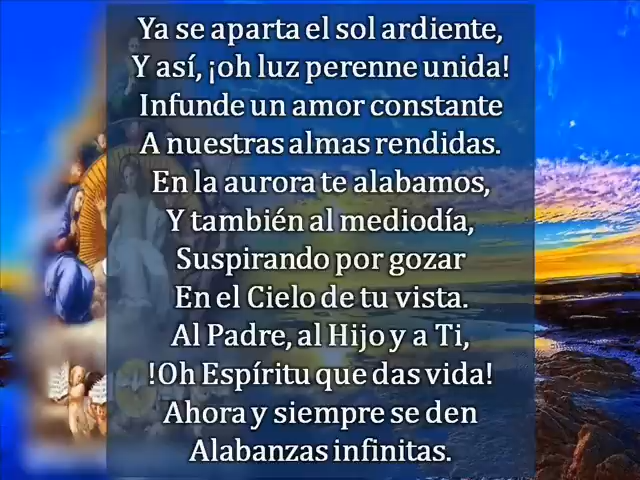 Ya se aparta el sol ardiente,
Y así, ¡oh luz perenne unida!
Infunde un amor constante
A nuestras almas rendidas.
En la aurora te alabamos,
Y también al mediodía,
Suspirando por gozar
En el Cielo de tu vista.
Al Padre, al Hijo y a Ti,
!Oh Espíritu que das vida!
Ahora y siempre se den
Alabanzas infinitas.